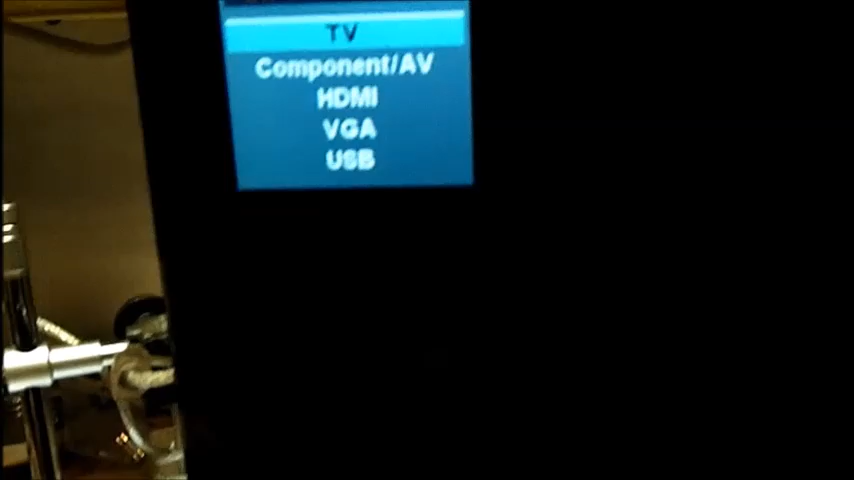 TV
Component/AV
HDMI
VGA
USB